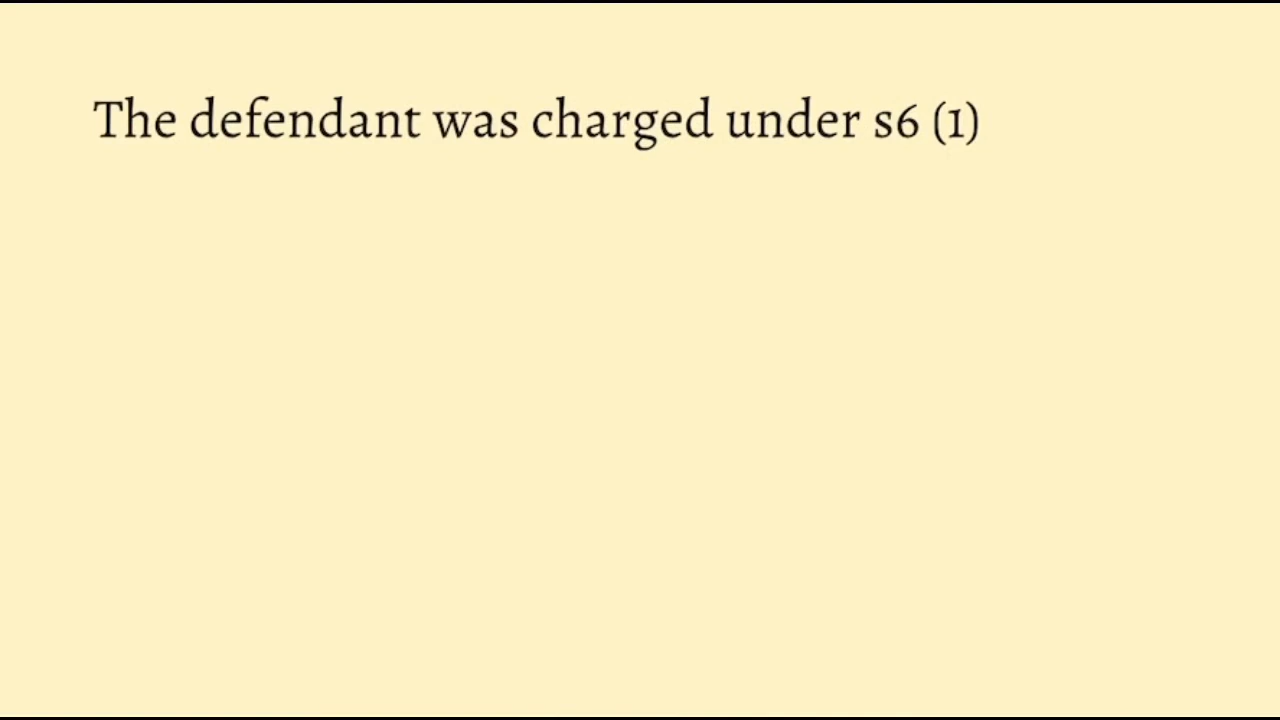 The defendant was charged under s6 (1)